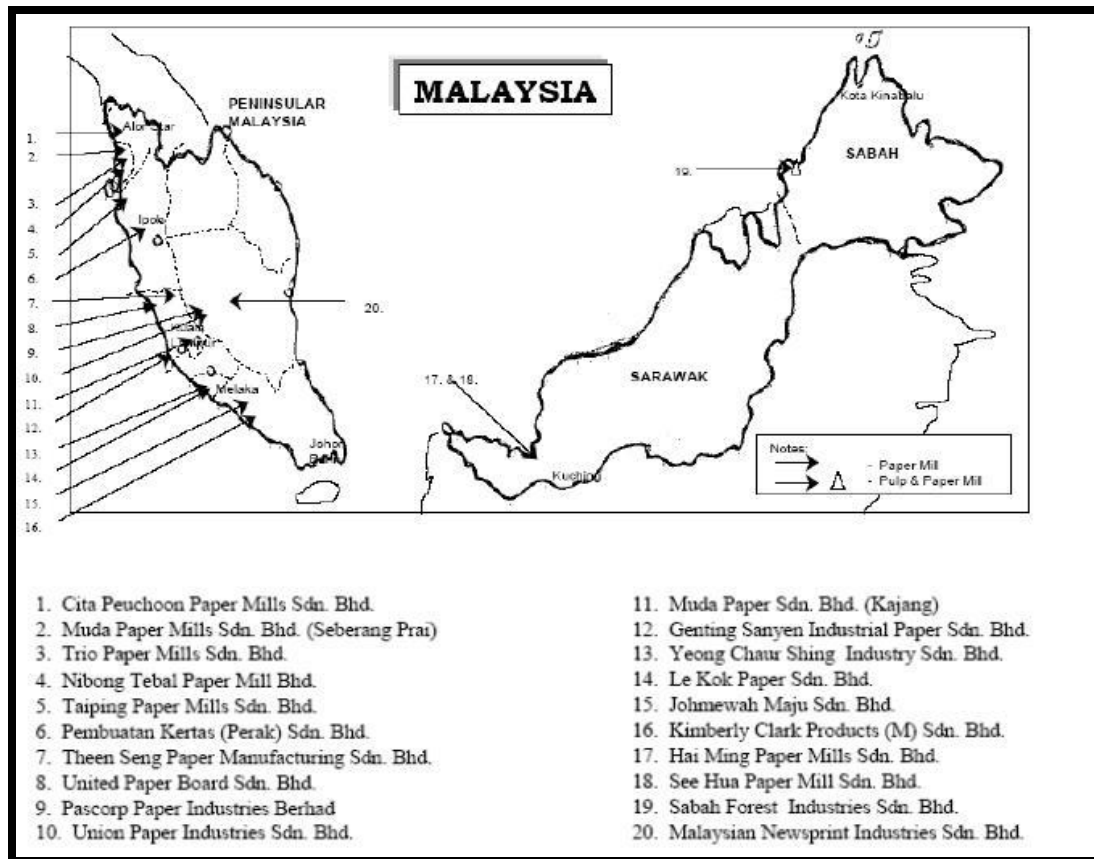 MALAYSIA
PENINSULAR
MALAYSIA
Alor Star
Kota Kinabalu
SABAH
1.
2.
19.
3.
4.
Ipoh
5.
6.
7.
20.
8.
Kuala
Lumpur
9.
10.
SARAWAK
17. & 18.
Melaka
11.
12.
Johor
13.
14.
Kuching
15.
16.
Notes:
- Paper Mill
- Pulp & Paper Mill
1. Cita Peuchoon Paper Mills Sdn. Bhd.
2. Muda Paper Mills Sdn. Bhd. (Seberang Prai)
3. Trio Paper Mills Sdn. Bhd.
4. Nibong Tebal Paper Mill Bhd.
5. Taiping Paper Mills Sdn. Bhd.
6. Pembuatan Kertas (Perak) Sdn. Bhd.
7. Theen Seng Paper Manufacturing Sdn. Bhd.
8. United Paper Board Sdn. Bhd.
9. Pascorp Paper Industries Berhad
10. Union Paper Industries Sdn. Bhd.
11. Muda Paper Sdn. Bhd. (Kajang)
12. Genting Sanyen Industrial Paper Sdn. Bhd.
13. Yeong Chaur Shing Industry Sdn. Bhd.
14. Le Kok Paper Sdn. Bhd.
15. Johmewah Maju Sdn. Bhd.
16. Kimberly Clark Products (M) Sdn. Bhd.
17. Hai Ming Paper Mills Sdn. Bhd.
18. See Hua Paper Mill Sdn. Bhd.
19. Sabah Forest Industries Sdn. Bhd.
20. Malaysian Newsprint Industries Sdn. Bhd.